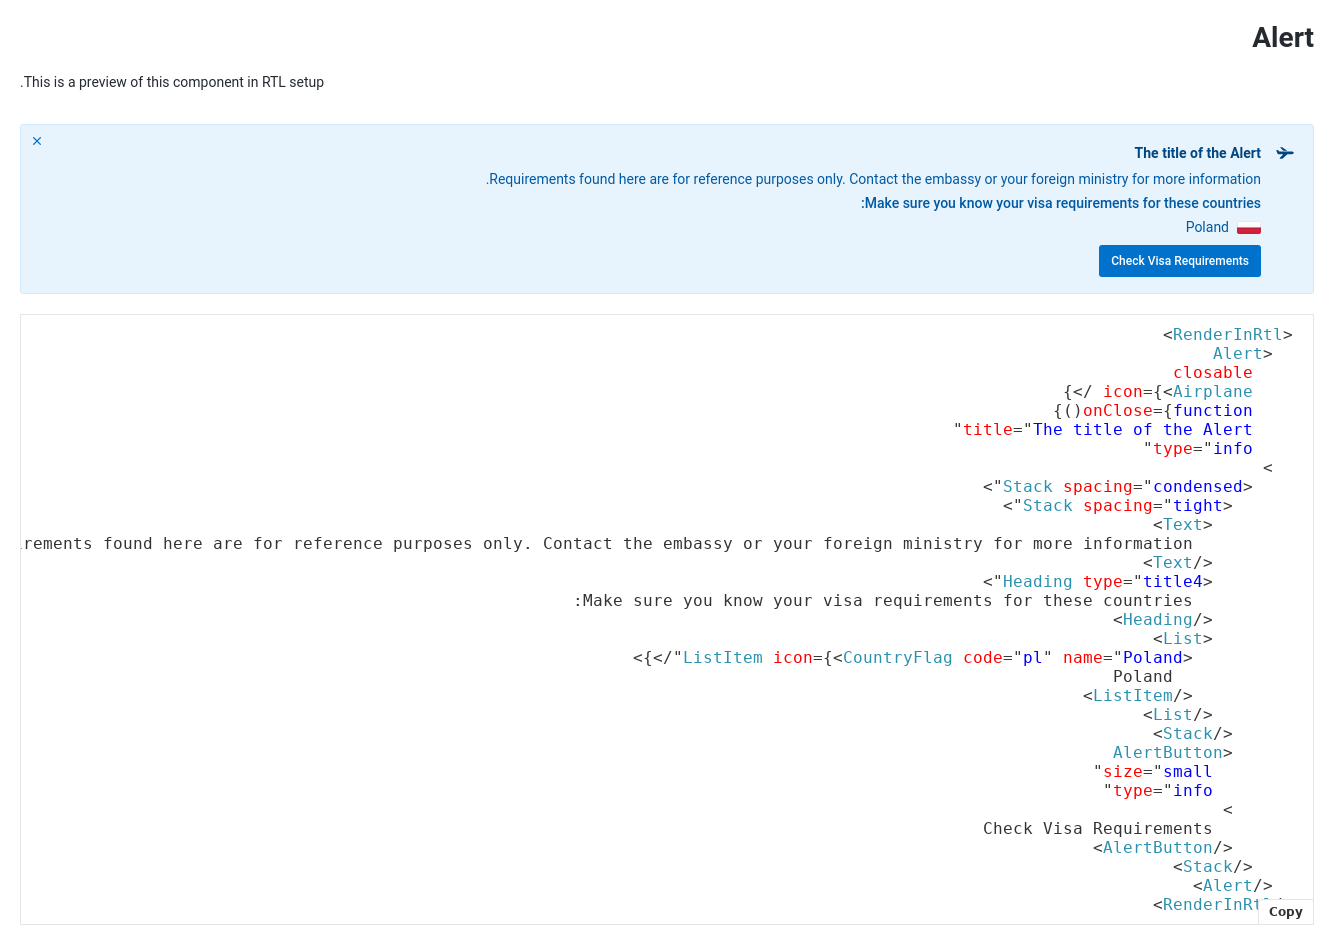 Alert
.This is a preview of this component in RTL setup
The title of the Alert
.Requirements found here are for reference purposes only. Contact the embassy or your foreign ministry for more information
:Make sure you know your visa requirements for these countries
Poland
Check Visa Requirements
<RenderInRtl>
Alert>
closable
{</ icon={<Airplane
{()onClose={function
"title="The title of the Alert
"type="info
<
<"Stack spacing="condensed>
<"Stack spacing="tight>
<Text>
found here are for reference purposes only. Contact the embassy or your foreign ministry for more information
<Text/>
<"Heading type="title4>
:Make sure you know your visa requirements for these countries
<Heading/>
<List>
<{</"ListItem icon={<CountryFlag code="pl" name="Poland>
Poland
<ListItem/>
<List/>
<Stack/>
AlertButton>
"size="small
"type="info
<
Check Visa Requirements
<AlertButton/>
<Stack/>
<Alert/>
<RenderInRtl
Copy